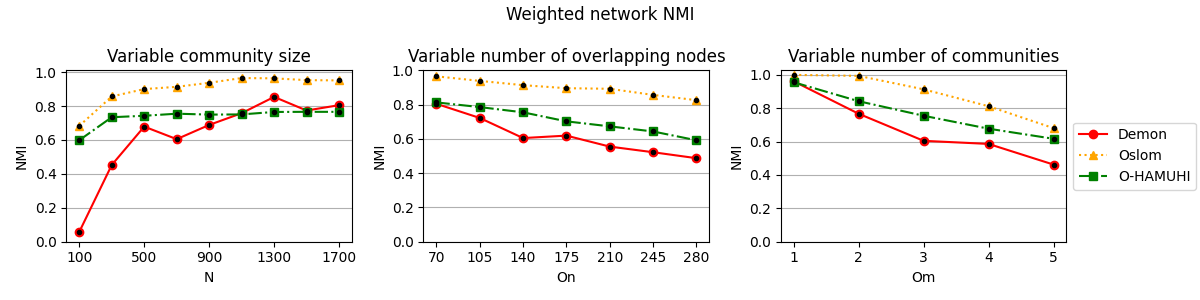 Weighted network NMI
Variable community size
NMI
1.0
0.8
0.6
0.4
0.2
0.0
100 500 900 1300 1700
N
Variable number of overlapping nodes
NMI
1.0
0.8
0.6
0.4
0.2
0.0
70 105 140 175 210 245 280
On
Variable number of communities
NMI
1.0
0.8
0.6
0.4
0.2
0.0
1 2 3 4 5
Om
Demon
Oslom
O-HAMUHI